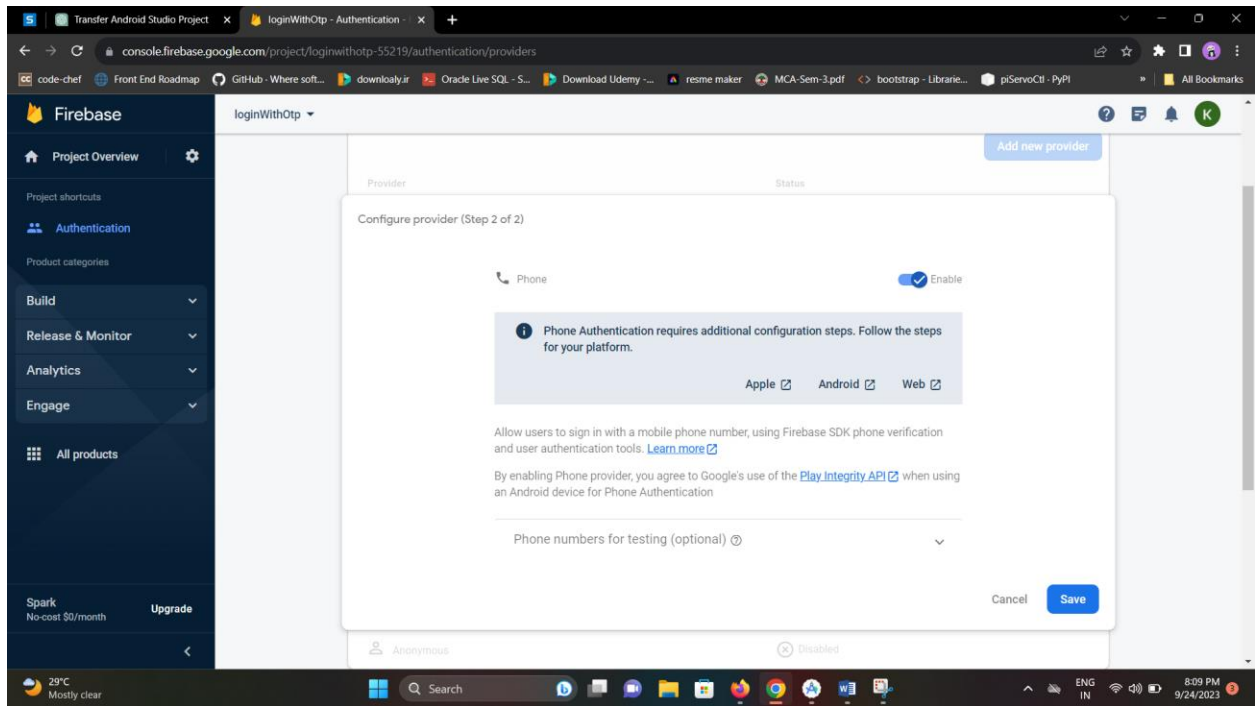 Transfer Android Studio Project
loginWithOtp - Authentication -
console.firebase.google.com/project/loginwithotp-55219/authentication/providers
code-chef
Front End Roadmap
GitHub - Where soft...
downloadly.ir
Oracle Live SQL - S...
Download Udemy -...
resme maker
MCA-Sem-3.pdf
bootstrap - Librarie...
piServoCtl · PyPI
»
All Bookmarks
Firebase
loginWithOtp
K
Project Overview
Add new provider
Project shortcuts
Provider
Status
Authentication
Configure provider (Step 2 of 2)
Product categories
Phone
Enable
Build
Release & Monitor
Phone Authentication requires additional configuration steps. Follow the steps
for your platform.
Analytics
Apple
Android
Web
Engage
Allow users to sign in with a mobile phone number, using Firebase SDK phone verification
and user authentication tools. Learn more
All products
By enabling Phone provider, you agree to Google's use of the Play Integrity API when using
an Android device for Phone Authentication
Phone numbers for testing (optional)
Spark
No-cost $0/month
Upgrade
Cancel
Save
Anonymous
Disabled
29°C
Mostly clear
Search
ENG
IN
8:09 PM
9/24/2023
3